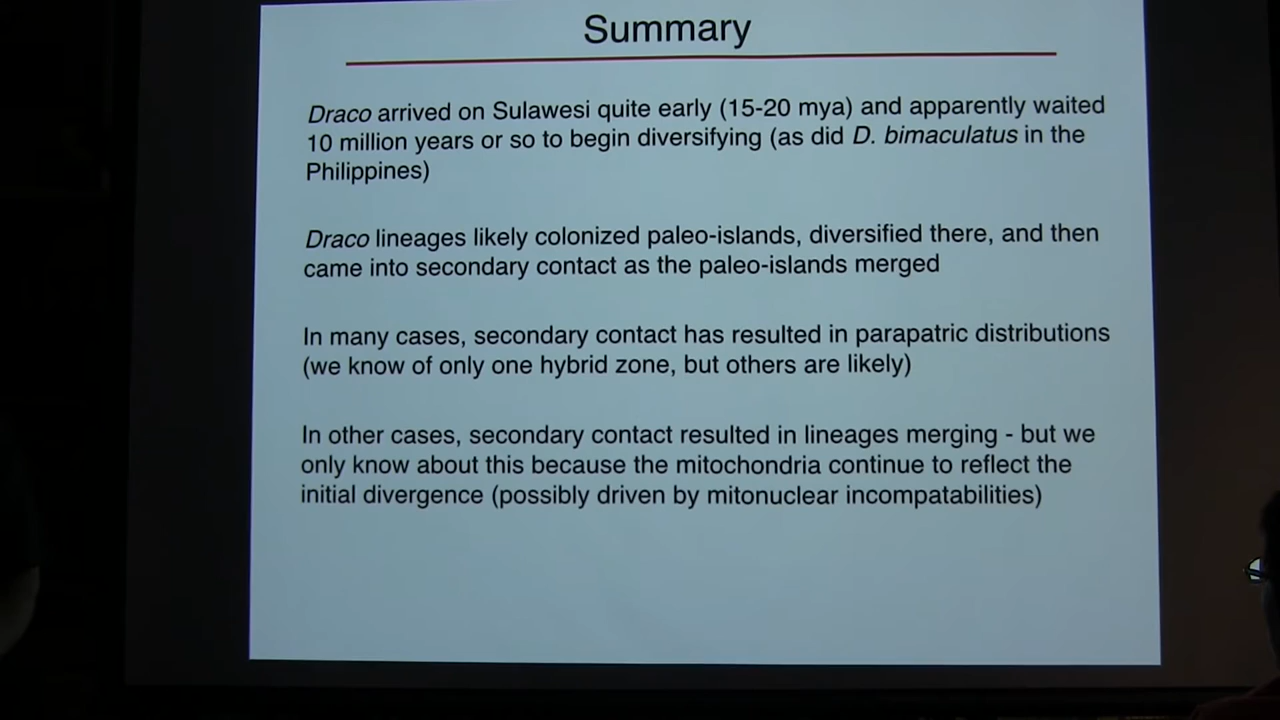 Summary
Draco arrived on Sulawesi quite early (15-20 mya) and apparently waited
10 million years or so to begin diversifying (as did D. bimaculatus in the
Philippines)
Draco lineages likely colonized paleo-islands, diversified there, and then
came into secondary contact as the paleo-islands merged
In many cases, secondary contact has resulted in parapatric distributions
(we know of only one hybrid zone, but others are likely)
In other cases, secondary contact resulted in lineages merging - but we
only know about this because the mitochondria continue to reflect the
initial divergence (possibly driven by mitonuclear incompatabilities)